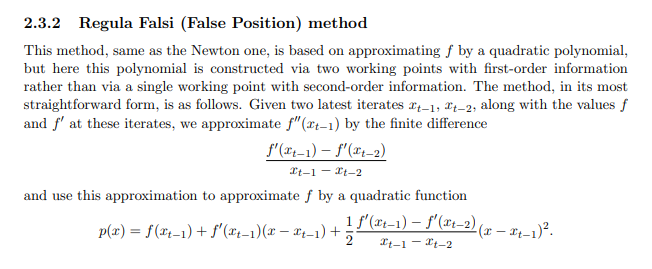 2.3.2 Regula Falsi (False Position) method
This method, same as the Newton one, is based on approximating f by a quadratic polynomial,
but here this polynomial is constructed via two working points with first-order information
rather than via a single working point with second-order information. The method, in its most
straightforward form, is as follows. Given two latest iterates x_{t−1}, x_{t−2}, along with the values f
and f′ at these iterates, we approximate f″(x_{t−1}) by the finite difference
\frac{f′(x_{t−1}) − f′(x_{t−2})}{x_{t−1} − x_{t−2}}
and use this approximation to approximate f by a quadratic function
p(x) = f(x_{t−1}) + f′(x_{t−1})(x − x_{t−1}) + \frac{1}{2} \frac{f′(x_{t−1}) − f′(x_{t−2})}{x_{t−1} − x_{t−2}} (x − x_{t−1})^2.